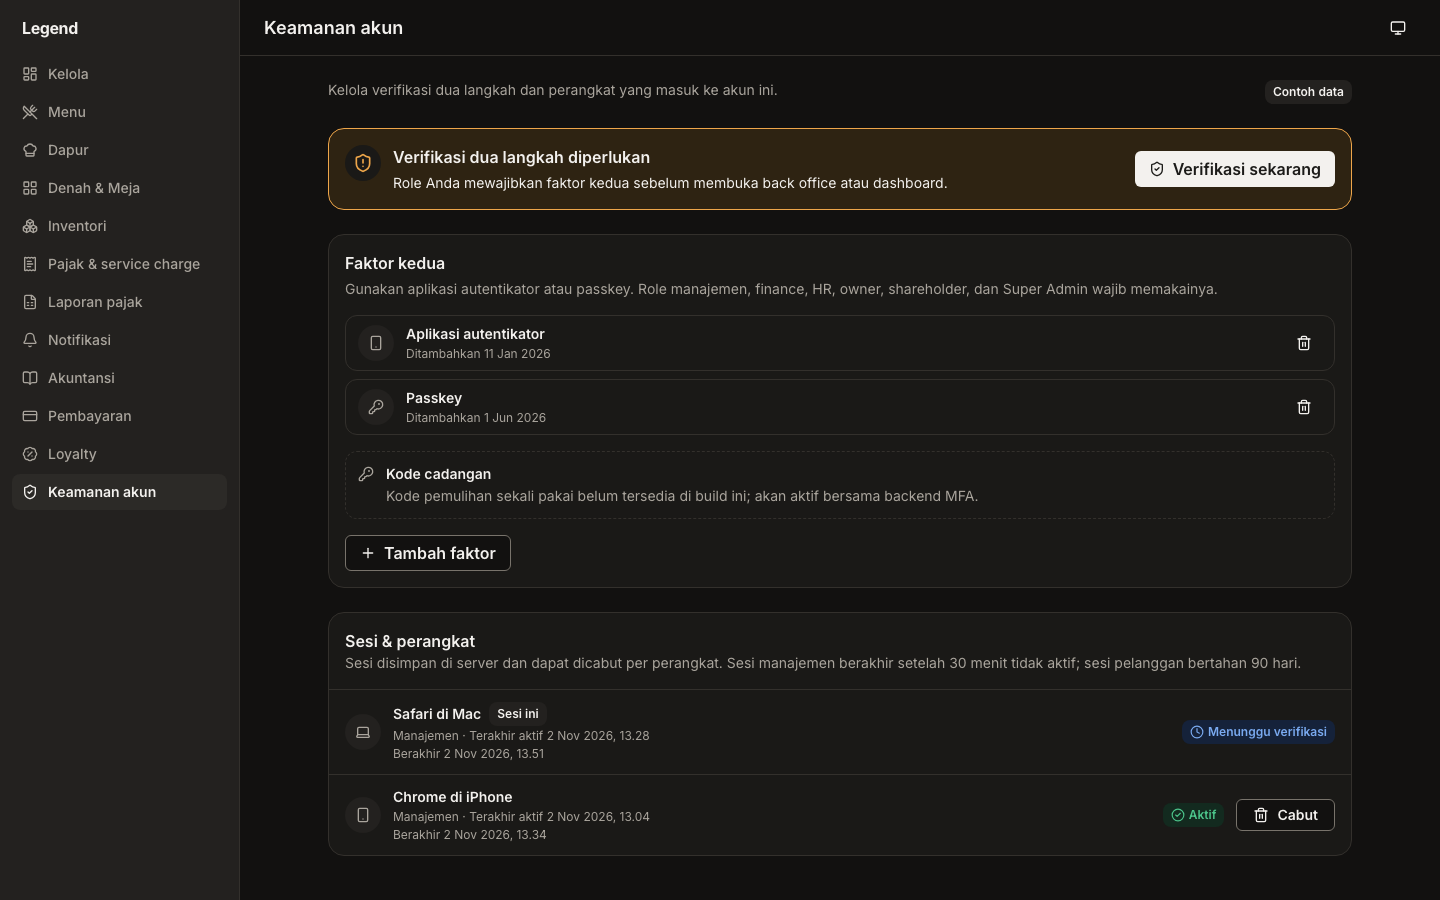 Legend
Keamanan akun
Kelola
Menu
Dapur
Denah & Meja
Inventori
Pajak & service charge
Laporan pajak
Notifikasi
Akuntansi
Pembayaran
Loyalty
Keamanan akun
Kelola verifikasi dua langkah dan perangkat yang masuk ke akun ini.
Contoh data
Verifikasi dua langkah diperlukan
Role Anda mewajibkan faktor kedua sebelum membuka back office atau dashboard.
Verifikasi sekarang
Faktor kedua
Gunakan aplikasi autentikator atau passkey. Role manajemen, finance, HR, owner, shareholder, dan Super Admin wajib memakainya.
Aplikasi autentikator
Ditambahkan 11 Jan 2026
Passkey
Ditambahkan 1 Jun 2026
Kode cadangan
Kode pemulihan sekali pakai belum tersedia di build ini; akan aktif bersama backend MFA.
Tambah faktor
Sesi & perangkat
Sesi disimpan di server dan dapat dicabut per perangkat. Sesi manajemen berakhir setelah 30 menit tidak aktif; sesi pelanggan bertahan 90 hari.
Safari di Mac Sesi ini
Manajemen · Terakhir aktif 2 Nov 2026, 13.28
Berakhir 2 Nov 2026, 13.51
Menunggu verifikasi
Chrome di iPhone
Manajemen · Terakhir aktif 2 Nov 2026, 13.04
Berakhir 2 Nov 2026, 13.34
Aktif
Cabut